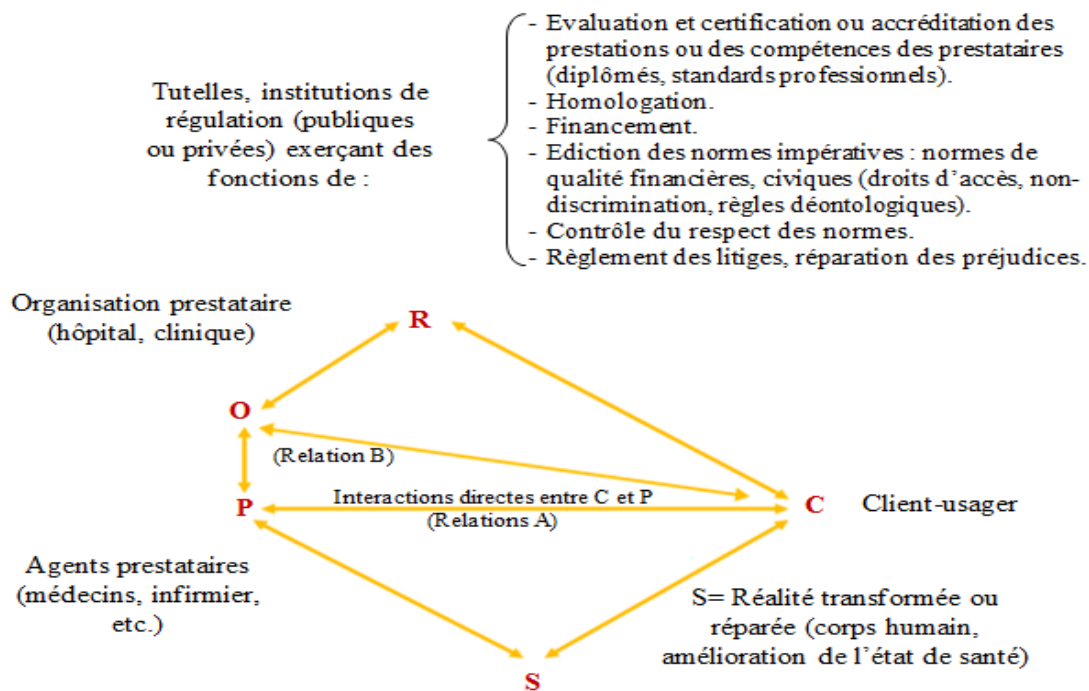 Tutelles, institutions de
régulation (publiques
ou privées) exerçant des
fonctions de :
- Evaluation et certification ou accréditation des
prestations ou des compétences des prestataires
(diplômés, standards professionnels).
- Homologation.
- Financement.
- Ediction des normes impératives : normes de
qualité financières, civiques (droits d’accès, non-
discrimination, règles déontologiques).
- Contrôle du respect des normes.
- Règlement des litiges, réparation des préjudices.
Organisation prestataire
(hôpital, clinique)
R
O
(Relation B)
P
Interactions directes entre C et P
(Relations A)
C
Client-usager
Agents prestataires
(médecins, infirmier,
etc.)
S= Réalité transformée ou
réparée (corps humain,
amélioration de l’état de santé)
S